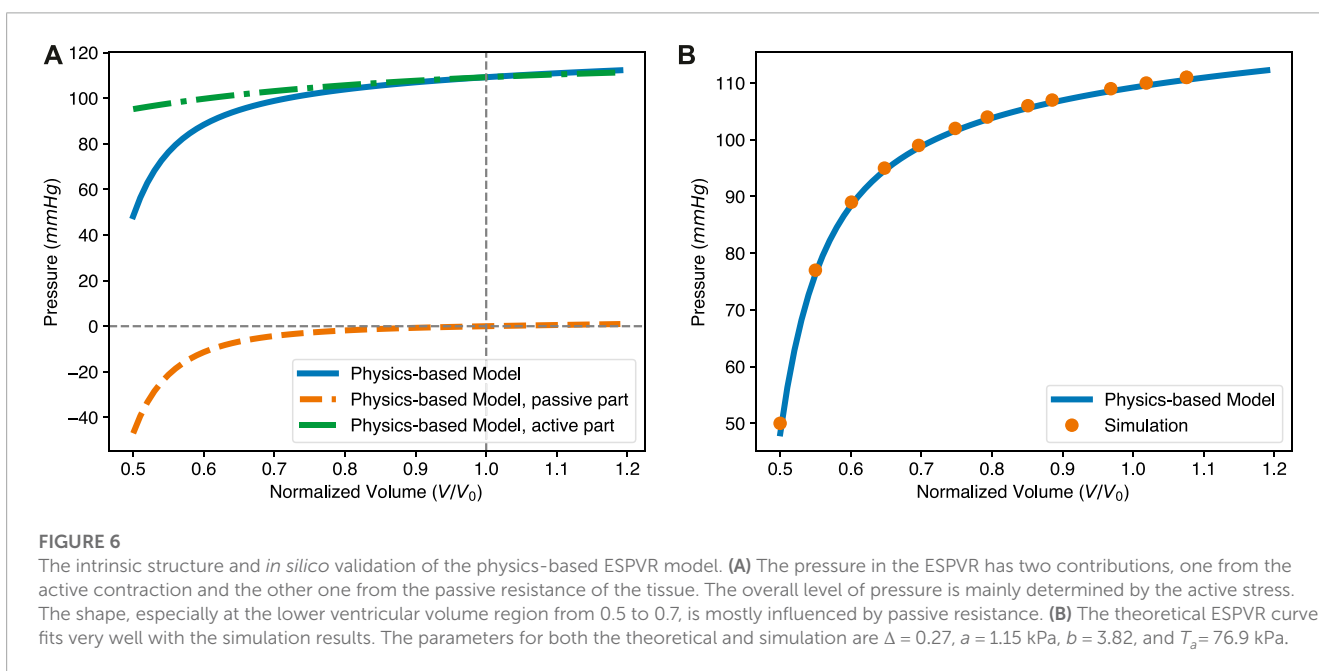 A
120
100
80
60
40
20
0
−20
−40
Pressure (mmHg)
Physics-based Model
Physics-based Model, passive part
Physics-based Model, active part
0.5 0.6 0.7 0.8 0.9 1.0 1.1 1.2
Normalized Volume (V/V₀)
B
110
100
90
80
70
60
50
Pressure (mmHg)
Physics-based Model
Simulation
0.5 0.6 0.7 0.8 0.9 1.0 1.1 1.2
Normalized Volume (V/V₀)
FIGURE 6
The intrinsic structure and in silico validation of the physics-based ESPVR model. (A) The pressure in the ESPVR has two contributions, one from the
active contraction and the other one from the passive resistance of the tissue. The overall level of pressure is mainly determined by the active stress.
The shape, especially at the lower ventricular volume region from 0.5 to 0.7, is mostly influenced by passive resistance. (B) The theoretical ESPVR curve
fits very well with the simulation results. The parameters for both the theoretical and simulation are Δ = 0.27, a = 1.15 kPa, b = 3.82, and Tₐ= 76.9 kPa.